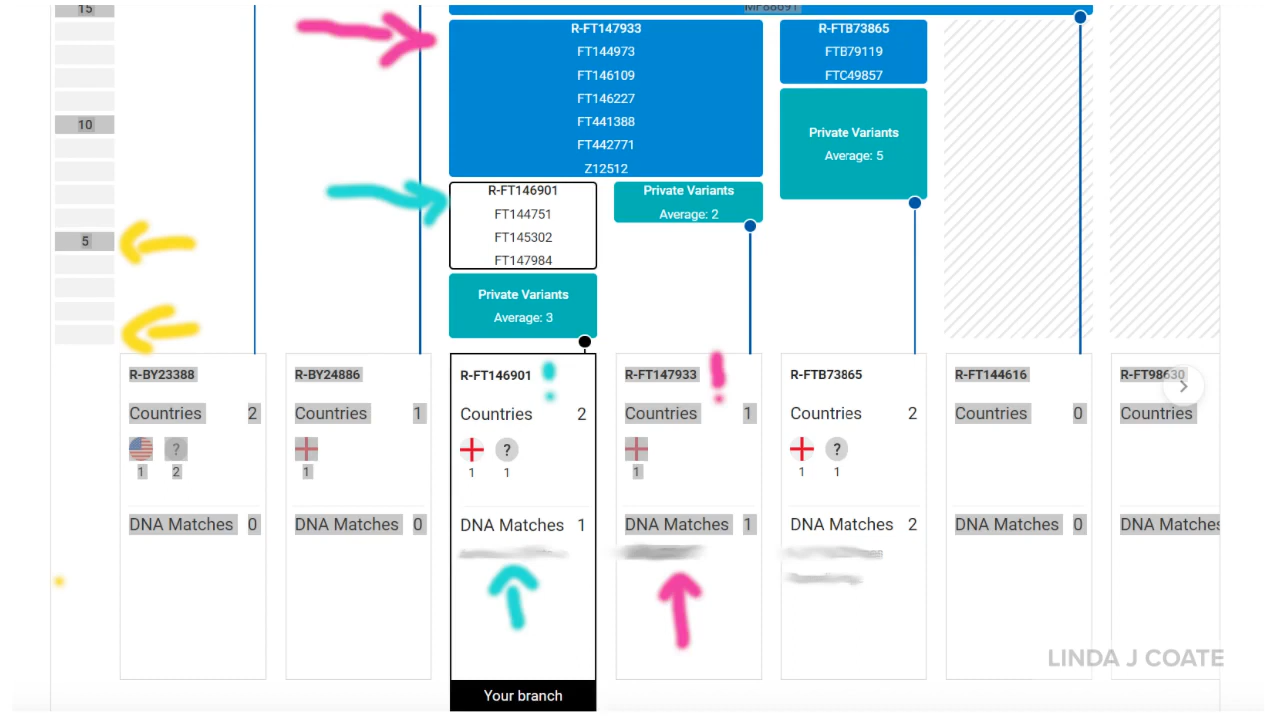 15
MF88691
R-FT147933
FT144973
FT146109
FT146227
FT441388
FT442771
Z12512
R-FTB73865
FTB79119
FTC49857
10
Private Variants
Average: 5
R-FT146901
FT144751
FT145302
FT147984
Private Variants
Average: 2
5
Private Variants
Average: 3
R-BY23388
Countries 2
?
1 2
DNA Matches 0
R-BY24886
Countries 1
1
DNA Matches 0
R-FT146901 !
Countries 2
?
1 1
DNA Matches 1
Your branch
R-FT147933 !
Countries 1
1
DNA Matches 1
R-FTB73865
Countries 2
?
1 1
DNA Matches 2
R-FT144616
Countries 0
DNA Matches 0
R-FT98630
Countries
DNA Matches
LINDA J COATE